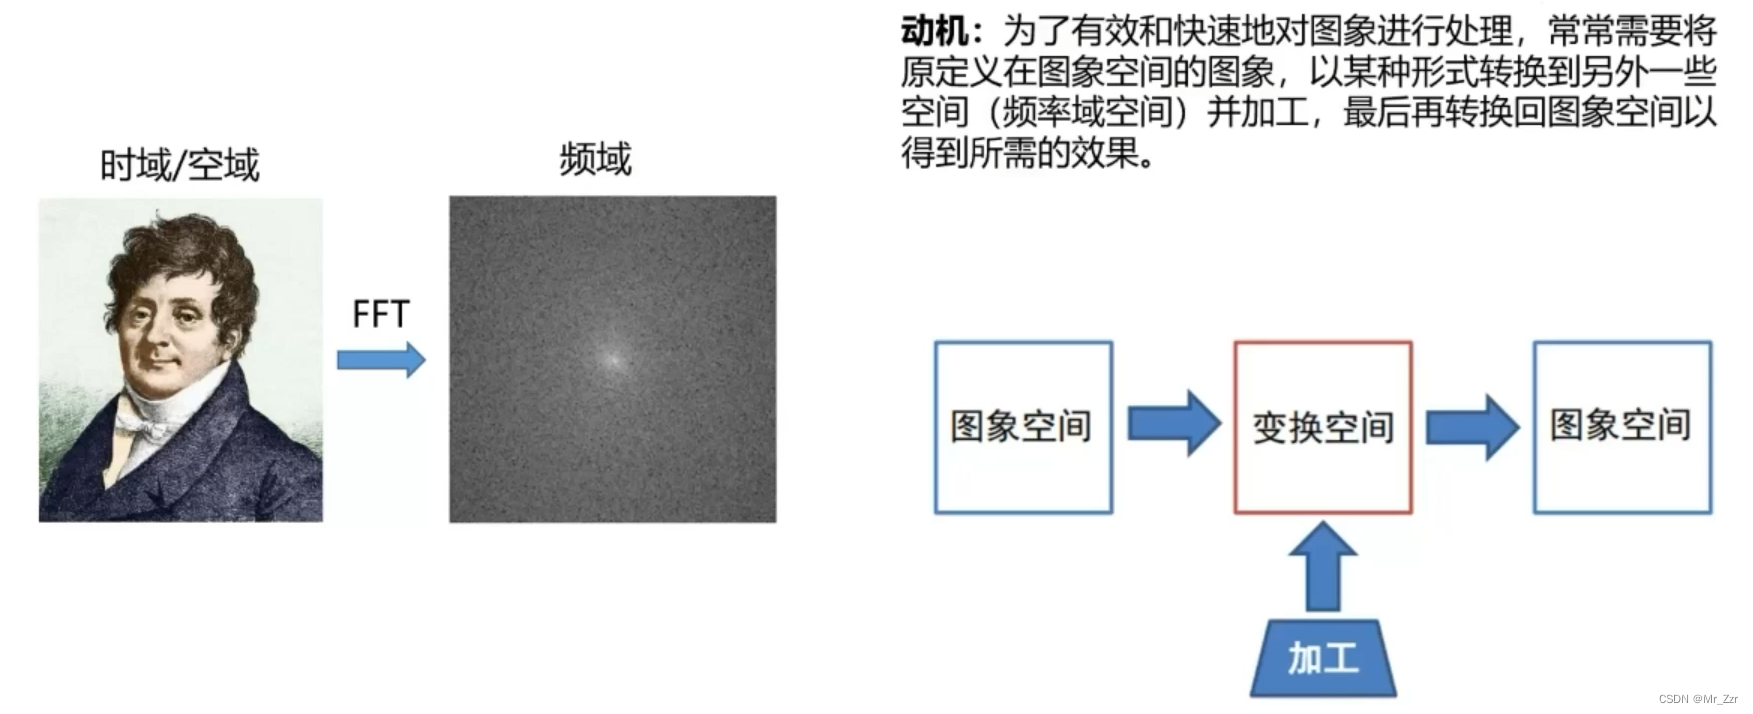 时域/空域
频域
FFT
动机：为了有效和快速地对图象进行处理，常常需要将
原定义在图象空间的图象，以某种形式转换到另外一些
空间（频率域空间）并加工，最后再转换回图象空间以
得到所需的效果。
图象空间
变换空间
图象空间
加工
CSDN @Mr_Zzr